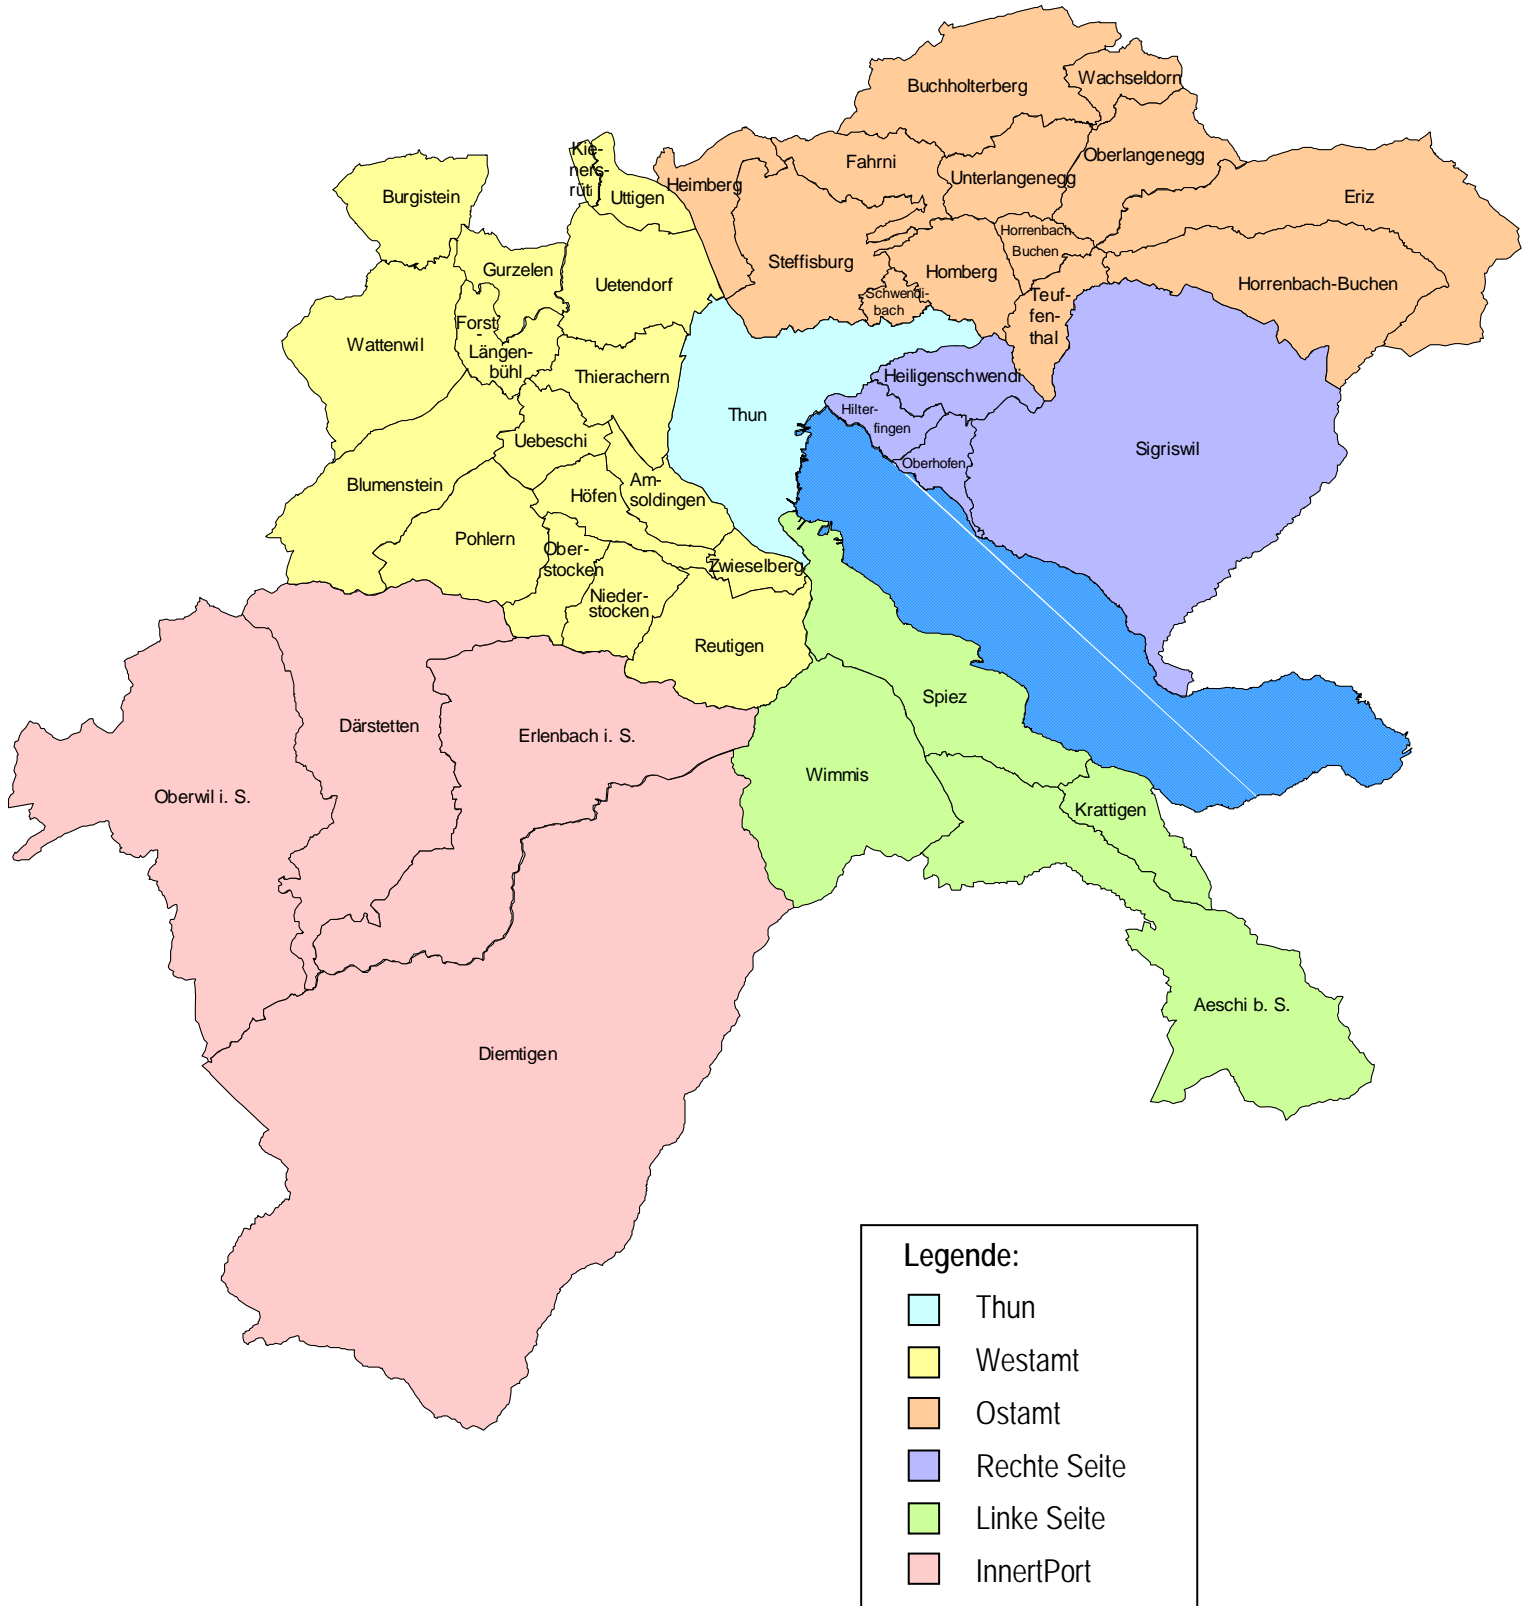 Buchholterberg
Wachseldorn
Kie-
ners-
rüti
Fahrni
Oberlangenegg
Burgistein
Uttigen
Heimberg
Unterlangenegg
Eriz
Gurzelen
Uetendorf
Steffisburg
Homberg
Horrenbach-
Buchen
Horrenbach-Buchen
Schwendi-
bach
Teuf-
fen-
thal
Forst
-
Längen-
bühl
Wattenwil
Thierachern
Heiligenschwendi
Thun
Hilter-
fingen
Oberhofen
Sigriswil
Uebeschi
Blumenstein
Höfen
Am-
soldingen
Pohlern
Ober-
stocken
Zwieselberg
Nieder-
stocken
Reutigen
Spiez
Därstetten
Erlenbach i. S.
Wimmis
Oberwil i. S.
Krattigen
Aeschi b. S.
Diemtigen
Legende:
Thun
Westamt
Ostamt
Rechte Seite
Linke Seite
InnertPort